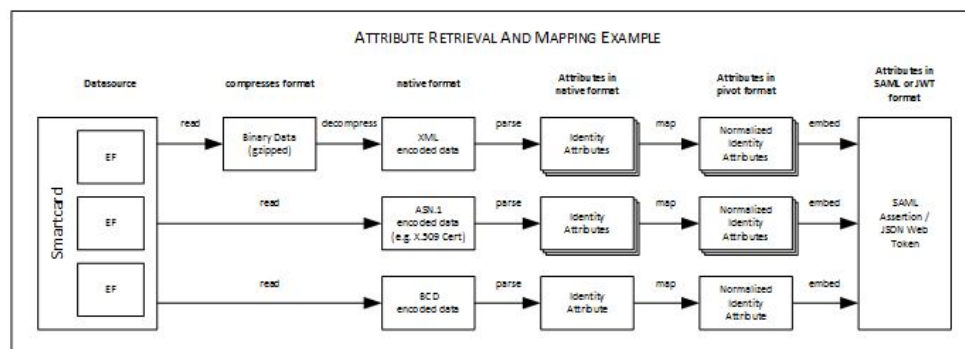 ATTRIBUTE RETRIEVAL AND MAPPING EXAMPLE
Datasource
compresses format
native format
Attributes in
native format
Attributes in
pivot format
Attributes in
SAML or JWT
format
Smartcard
EF
read
Binary Data
(gzipped)
decompress
XML
encoded data
parse
Identity
Attributes
map
Normalized
Identity
Attributes
embed
EF
read
ASN.1
encoded data
(e.g. X.509 Cert)
parse
Identity
Attributes
map
Normalized
Identity
Attributes
embed
SAML
Assertion /
JSON Web
Token
EF
read
BCD
encoded data
parse
Identity
Attribute
map
Normalized
Identity
Attribute
embed